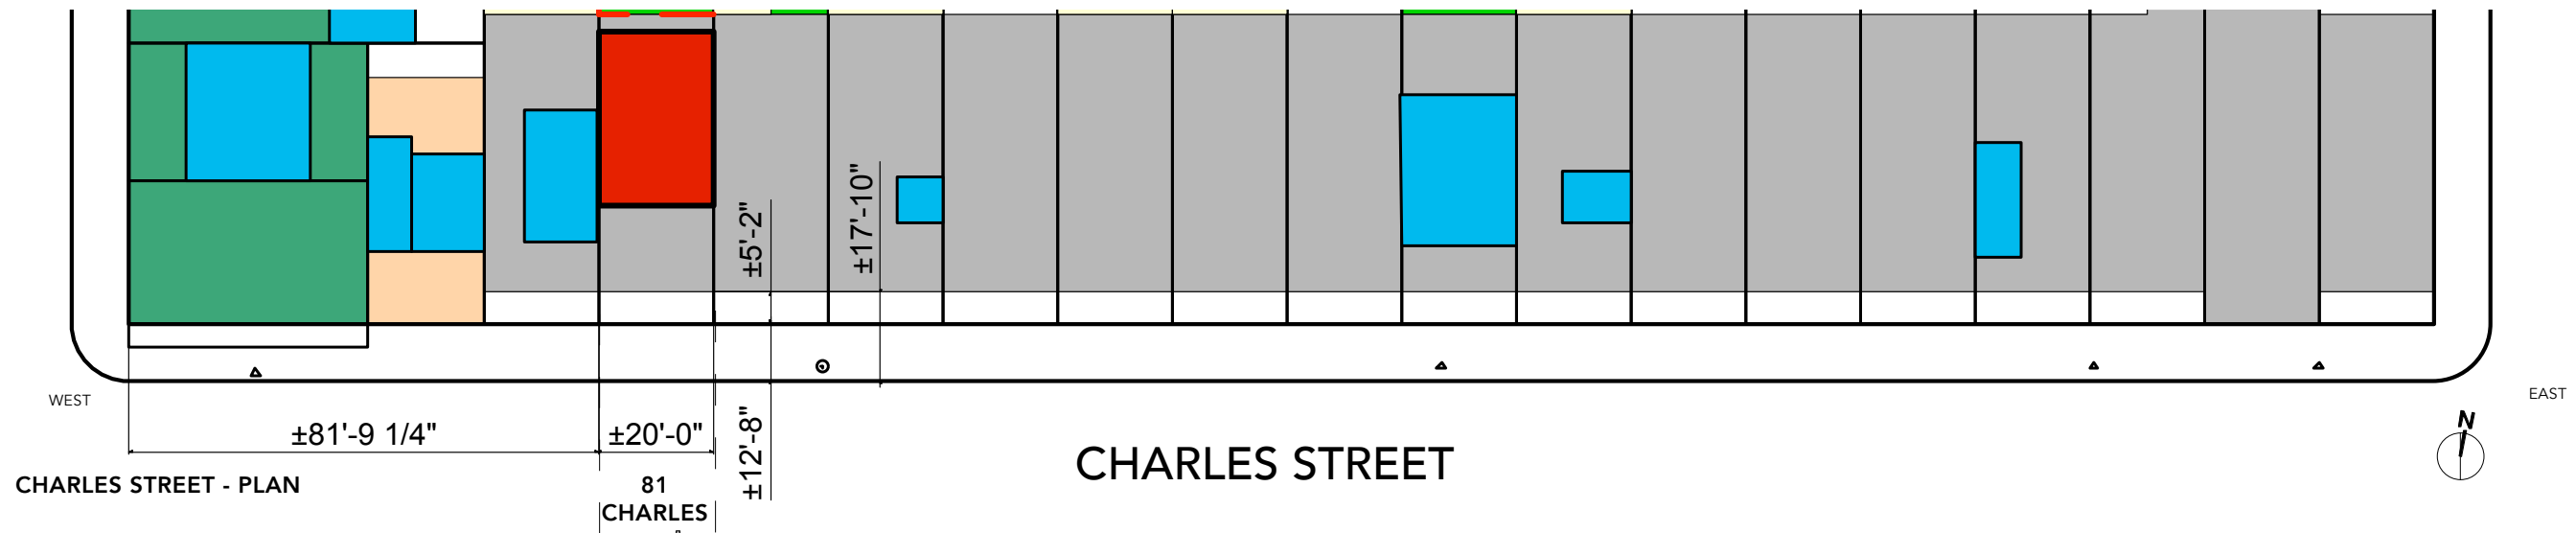 ±5'-2"
±17'-10"
WEST
EAST
±81'-9 1/4"
±20'-0"
±12'-8"
CHARLES STREET
N
CHARLES STREET - PLAN
81
CHARLES